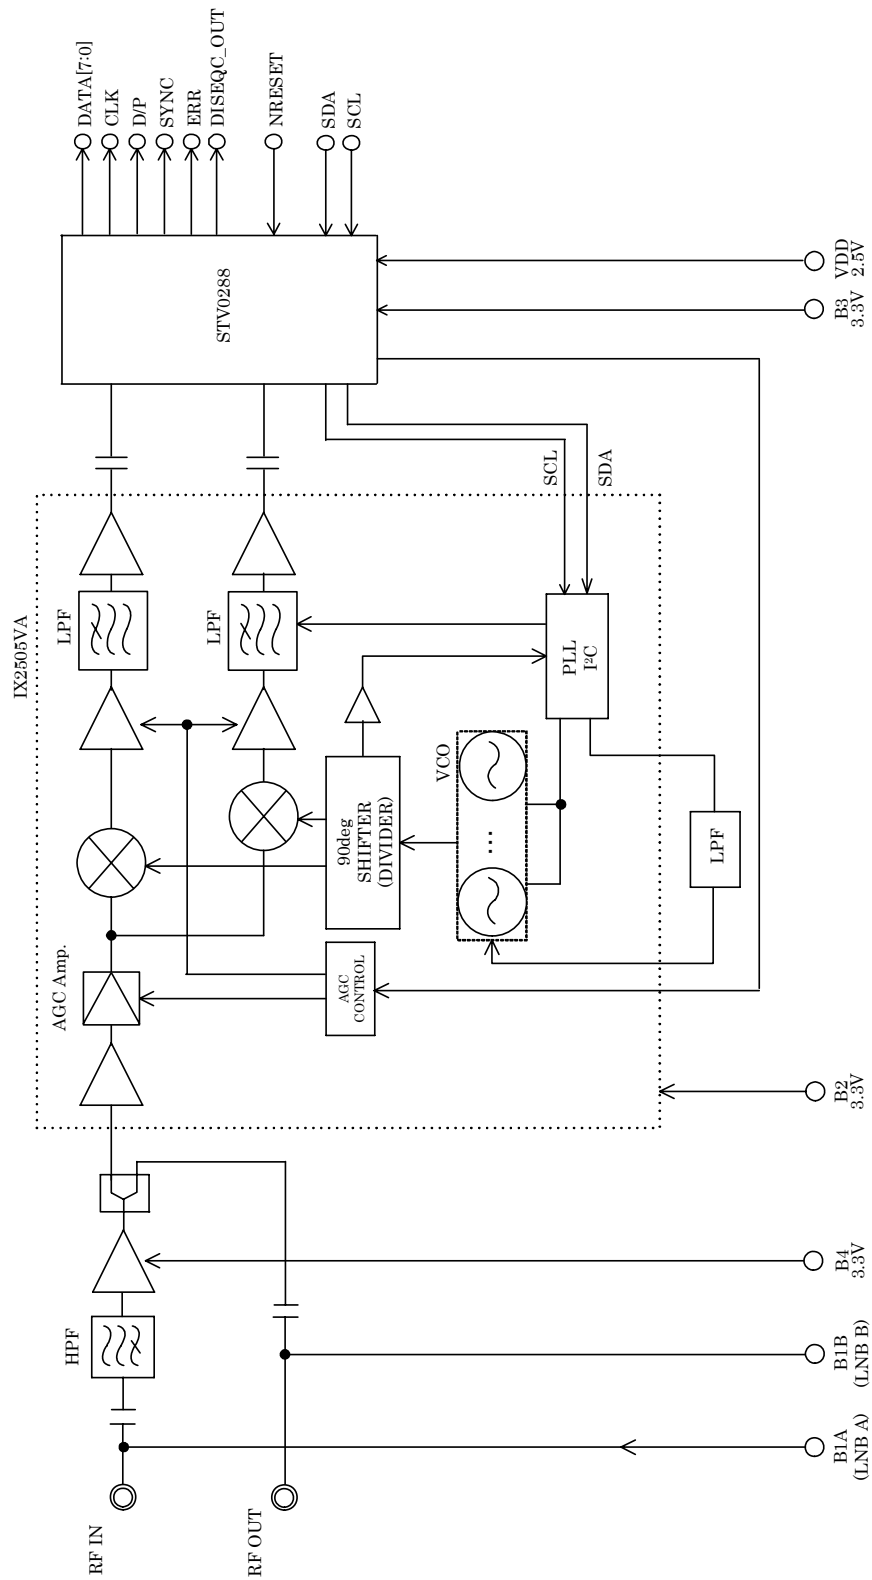 RF IN
RF OUT
HPF
B1A
(LNB A)
B1B
(LNB B)
B4
3.3V
B2
3.3V
IX2505VA
AGC Amp.
AGC
CONTROL
90deg
SHIFTER
(DIVIDER)
VCO
...
LPF
LPF
LPF
PLL
I²C
SCL
SDA
STV0288
B3
3.3V
VDD
2.5V
DATA[7:0]
CLK
D/P
SYNC
ERR
DISEQC_OUT
NRESET
SDA
SCL